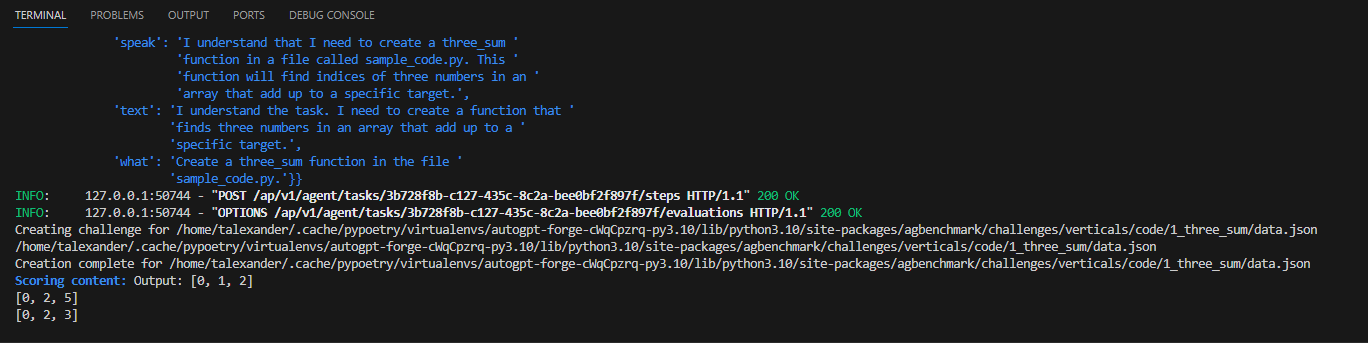 TERMINAL PROBLEMS OUTPUT PORTS DEBUG CONSOLE
'speak': 'I understand that I need to create a three_sum '
'function in a file called sample_code.py. This '
'function will find indices of three numbers in an '
'array that add up to a specific target.',
'text': 'I understand the task. I need to create a function that '
'finds three numbers in an array that add up to a '
'specific target.',
'what': 'Create a three_sum function in the file '
'sample_code.py.'}}
INFO: 127.0.0.1:50744 - "POST /ap/v1/agent/tasks/3b728f8b-c127-435c-8c2a-bee0bf2f897f/steps HTTP/1.1" 200 OK
INFO: 127.0.0.1:50744 - "OPTIONS /ap/v1/agent/tasks/3b728f8b-c127-435c-8c2a-bee0bf2f897f/evaluations HTTP/1.1" 200 OK
Creating challenge for /home/talexander/.cache/pypoetry/virtualenvs/autogpt-forge-cWqCpzrq-py3.10/lib/python3.10/site-packages/agbenchmark/challenges/verticals/code/1_three_sum/data.json
/home/talexander/.cache/pypoetry/virtualenvs/autogpt-forge-cWqCpzrq-py3.10/lib/python3.10/site-packages/agbenchmark/challenges/verticals/code/1_three_sum/data.json
Creation complete for /home/talexander/.cache/pypoetry/virtualenvs/autogpt-forge-cWqCpzrq-py3.10/lib/python3.10/site-packages/agbenchmark/challenges/verticals/code/1_three_sum/data.json
Scoring content: Output: [0, 1, 2]
[0, 2, 5]
[0, 2, 3]